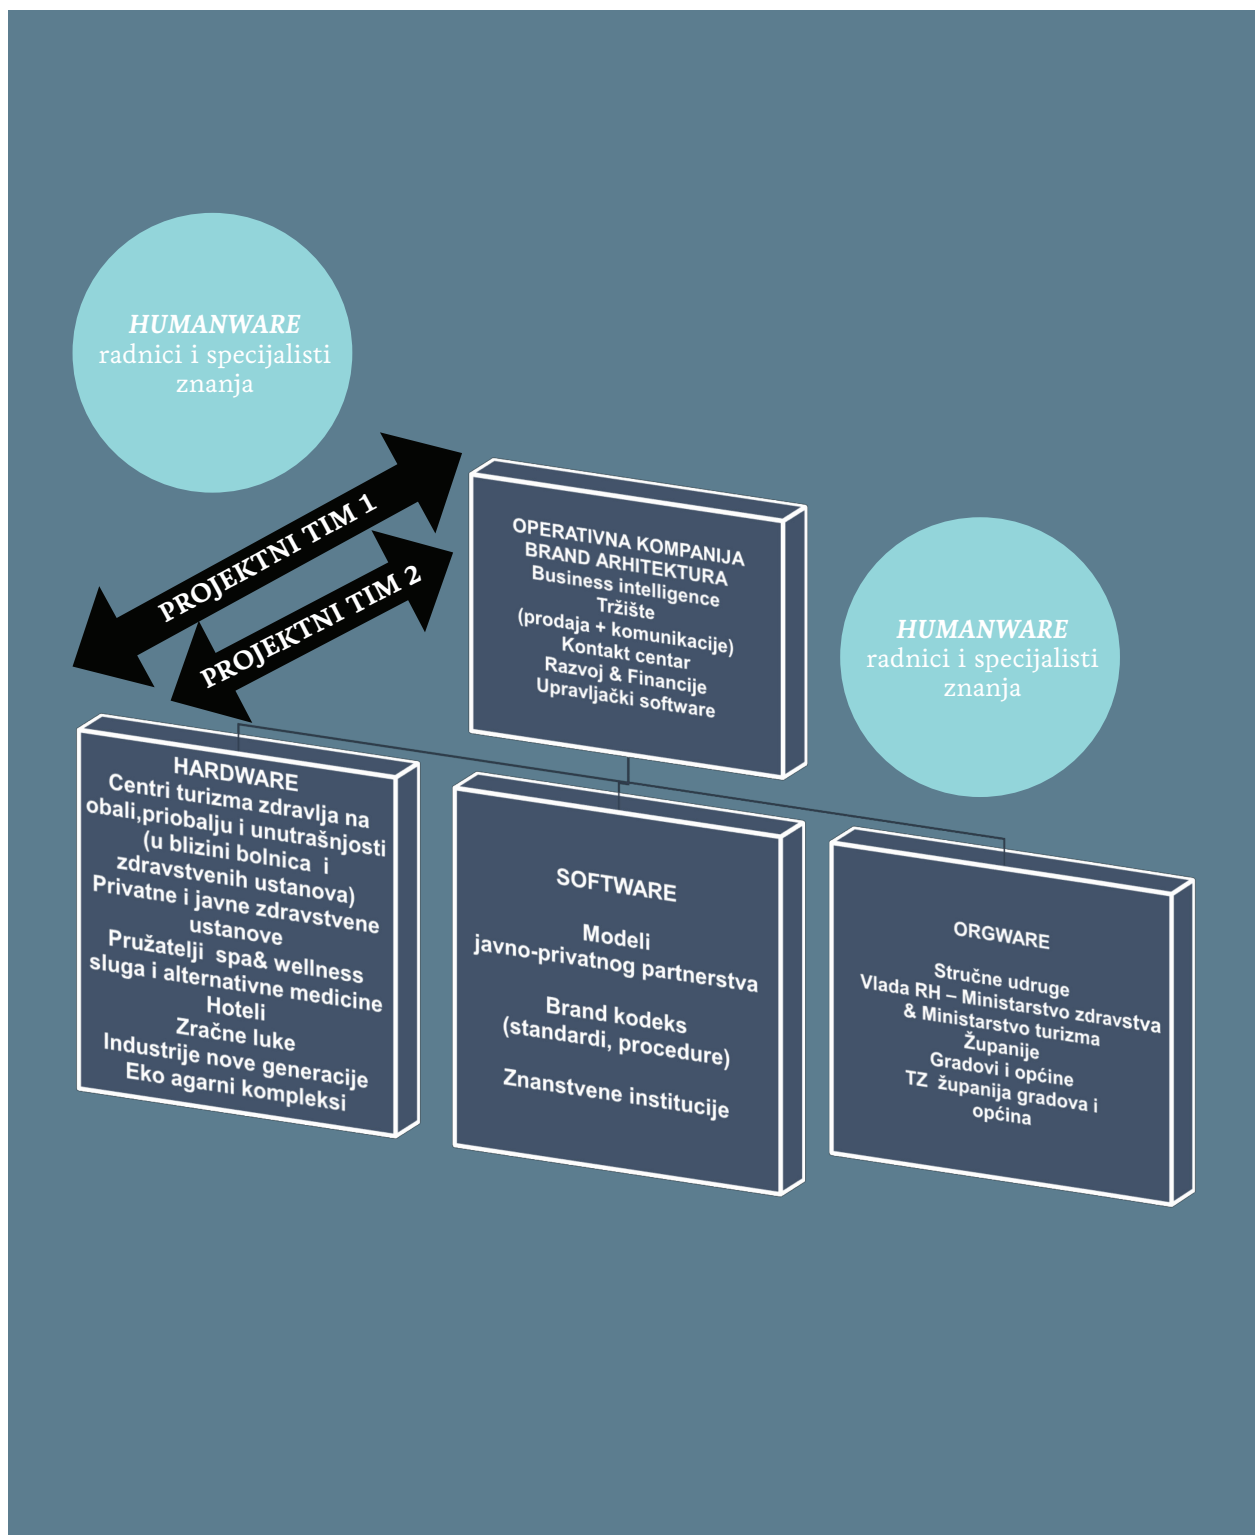 HUMANWARE
radnici i specijalisti
znanja
PROJEKTNI TIM 1
PROJEKTNI TIM 2
OPERATIVNA KOMPANIJA
BRAND ARHITEKTURA
Business intelligence
Tržište
(prodaja + komunikacije)
Kontakt centar
Razvoj & Financije
Upravljački software
HUMANWARE
radnici i specijalisti
znanja
HARDWARE
Centri turizma zdravlja na
obali,priobalju i unutrašnjosti
(u blizini bolnica i
zdravstvenih ustanova)
Privatne i javne zdravstvene
ustanove
Pružatelji spa& wellness
sluga i alternativne medicine
Hoteli
Zračne luke
Industrije nove generacije
Eko agarni kompleksi
SOFTWARE
Modeli
javno-privatnog partnerstva
Brand kodeks
(standardi, procedure)
Znanstvene institucije
ORGWARE
Stručne udruge
Vlada RH – Ministarstvo zdravstva
& Ministarstvo turizma
Županije
Gradovi i općine
TZ županija gradova i
općina